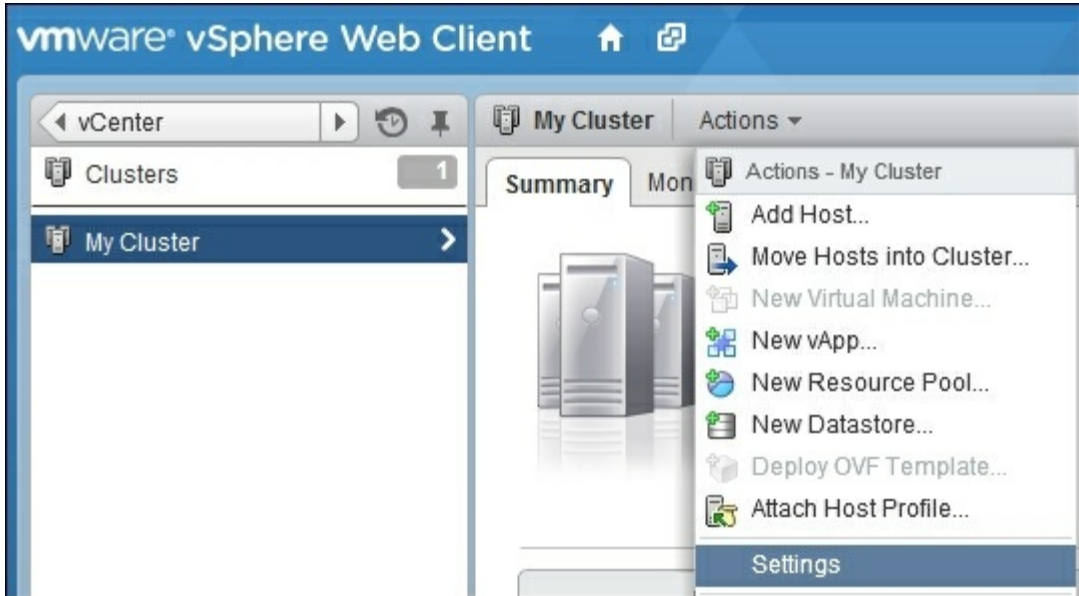 vmware® vSphere Web Client
vCenter
Clusters 1
My Cluster
My Cluster Actions
Summary Mon
Actions - My Cluster
Add Host...
Move Hosts into Cluster...
New Virtual Machine...
New vApp...
New Resource Pool...
New Datastore...
Deploy OVF Template...
Attach Host Profile...
Settings